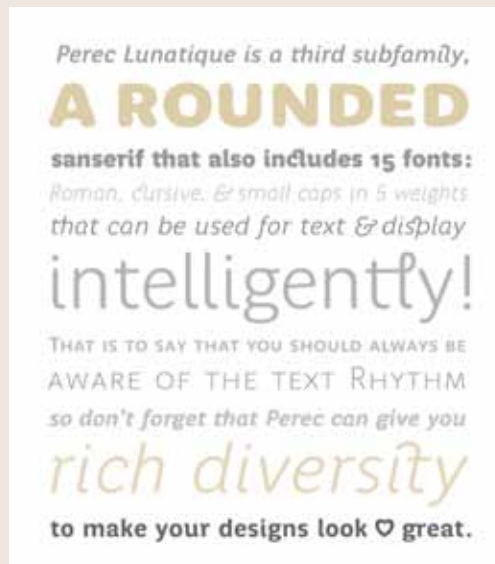 Perec Lunatique is a third subfamily,
A ROUNDED
sanserif that also includes 15 fonts:
Roman, cursive, & small caps in 5 weights
that can be used for text & display
intelligently!
THAT IS TO SAY THAT YOU SHOULD ALWAYS BE
AWARE OF THE TEXT RHYTHM
so don't forget that Perec can give you
rich diversity
to make your designs look ♡ great.